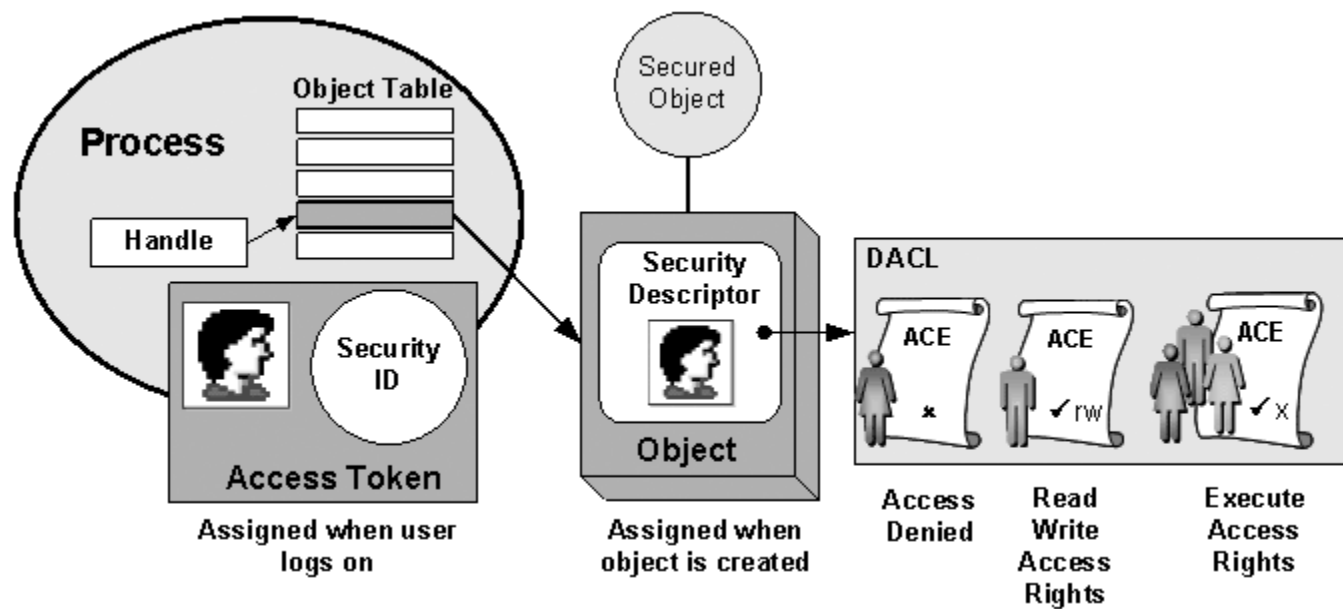 Process
Object Table
Handle
Security
ID
Access Token
Assigned when user
logs on
Secured
Object
Security
Descriptor
Object
Assigned when
object is created
DACL
ACE
x
ACE
✓rw
ACE
✓x
Access
Denied
Read
Write
Access
Rights
Execute
Access
Rights